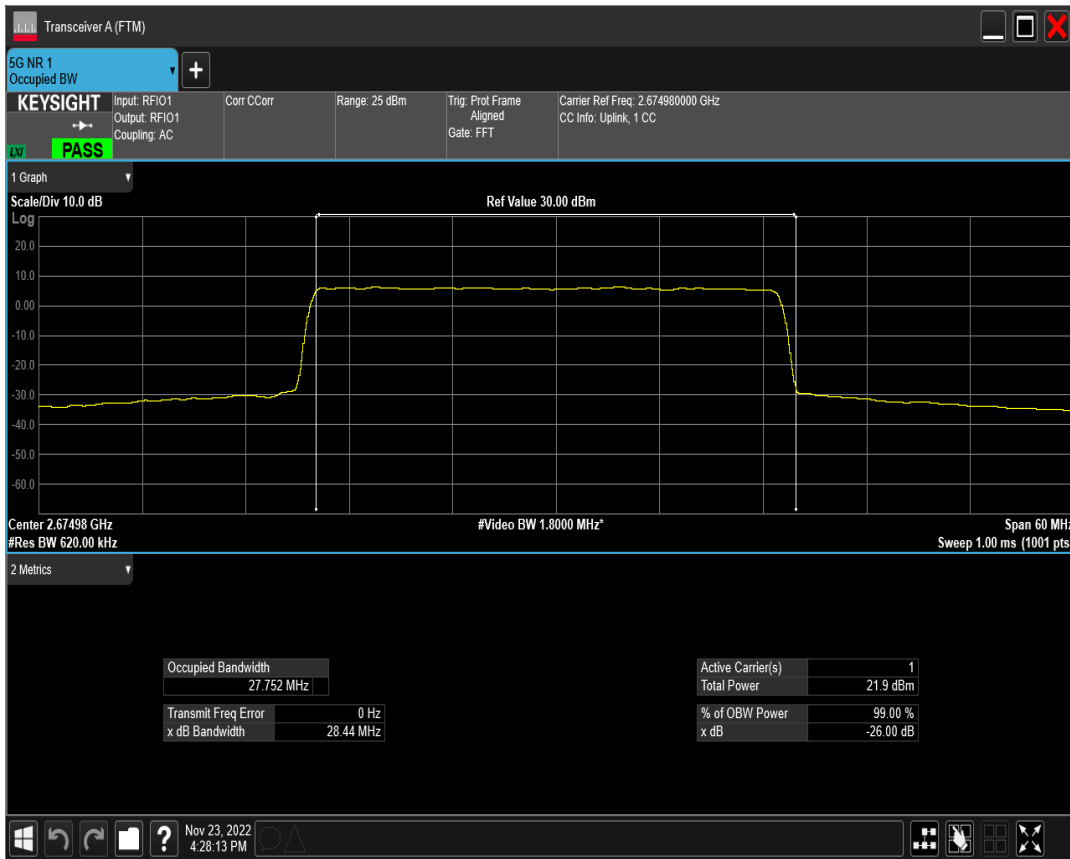 Transceiver A (FTM)
5G NR 1
Occupied BW
+
KEYSIGHT
LXI
PASS
Input: RFIO1
Output: RFIO1
Coupling: AC
Corr CCorr
Range: 25 dBm
Trig: Prot Frame
Aligned
Gate: FFT
Carrier Ref Freq: 2.674980000 GHz
CC Info: Uplink, 1 CC
1 Graph
Scale/Div 10.0 dB
Ref Value 30.00 dBm
Log
20.0
10.0
0.00
-10.0
-20.0
-30.0
-40.0
-50.0
-60.0
Center 2.67498 GHz
#Video BW 1.8000 MHz*
Span 60 MHz
#Res BW 620.00 kHz
Sweep 1.00 ms (1001 pts
2 Metrics
Occupied Bandwidth
27.752 MHz
Transmit Freq Error 0 Hz
x dB Bandwidth 28.44 MHz
Active Carrier(s) 1
Total Power 21.9 dBm
% of OBW Power 99.00 %
x dB -26.00 dB
?
Nov 23, 2022
4:28:13 PM